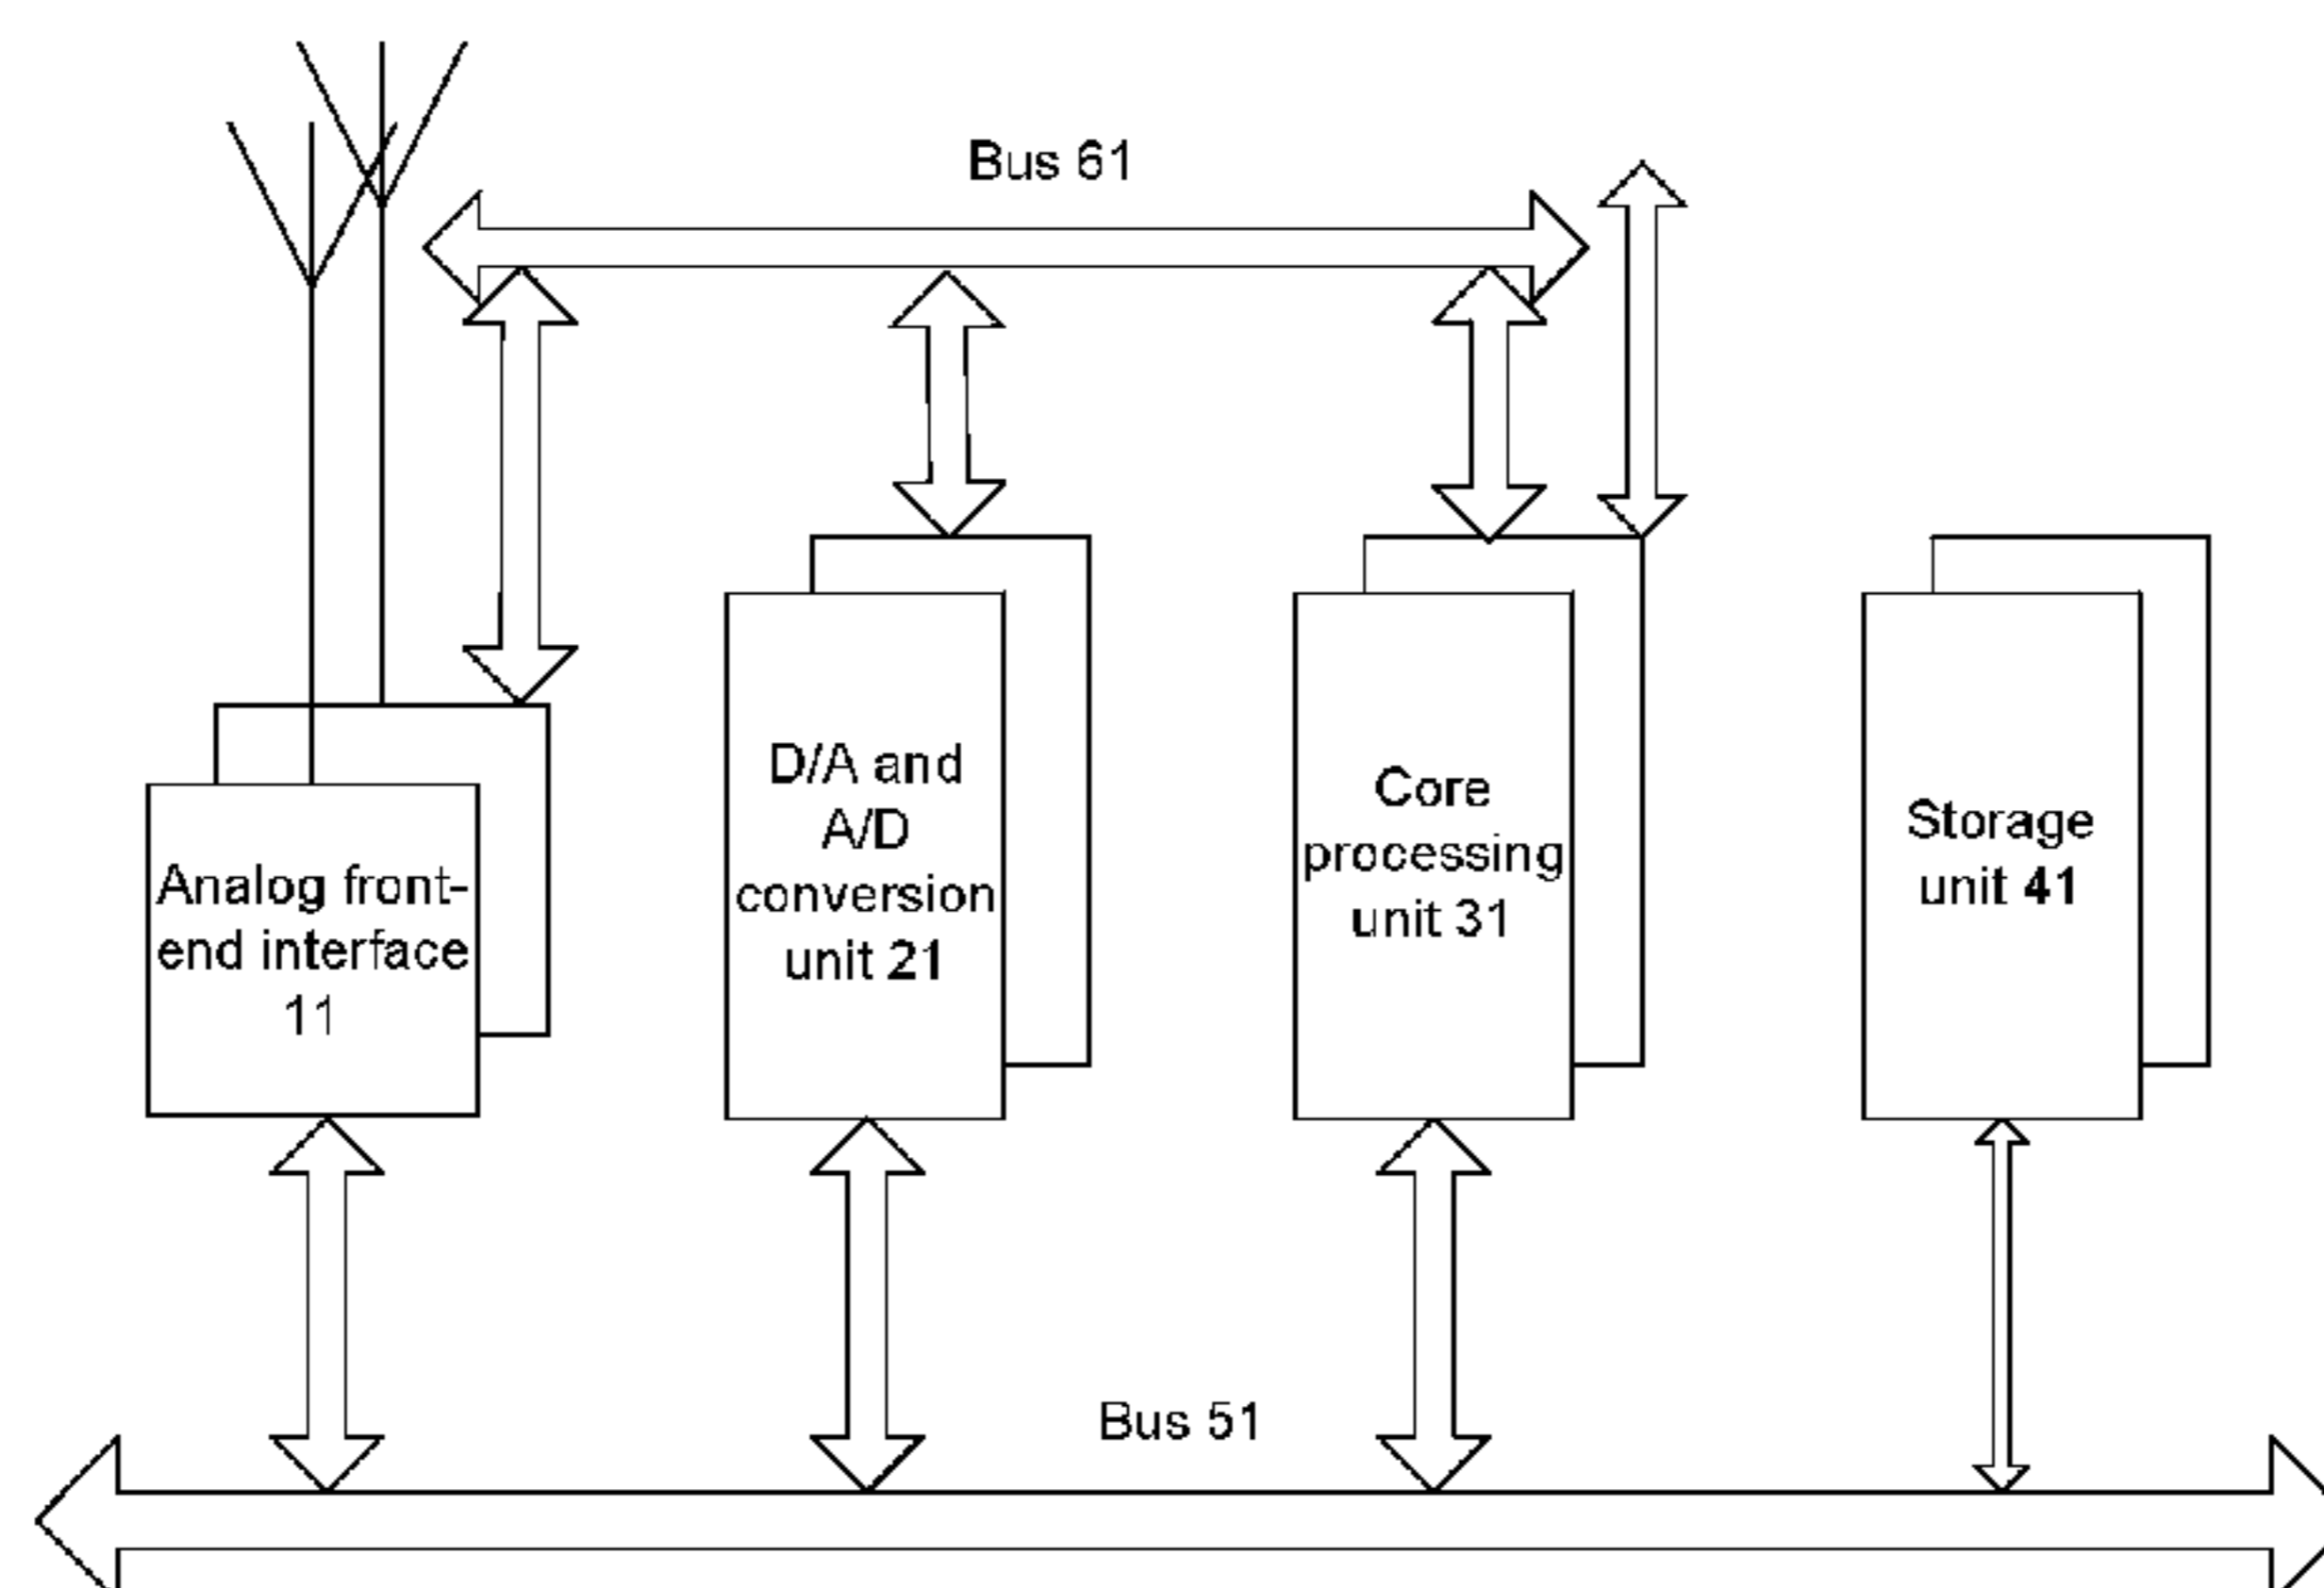 Bus 61
Analog front-
end interface
11
D/A and
A/D
conversion
unit 21
Core
processing
unit 31
Storage
unit 41
Bus 51